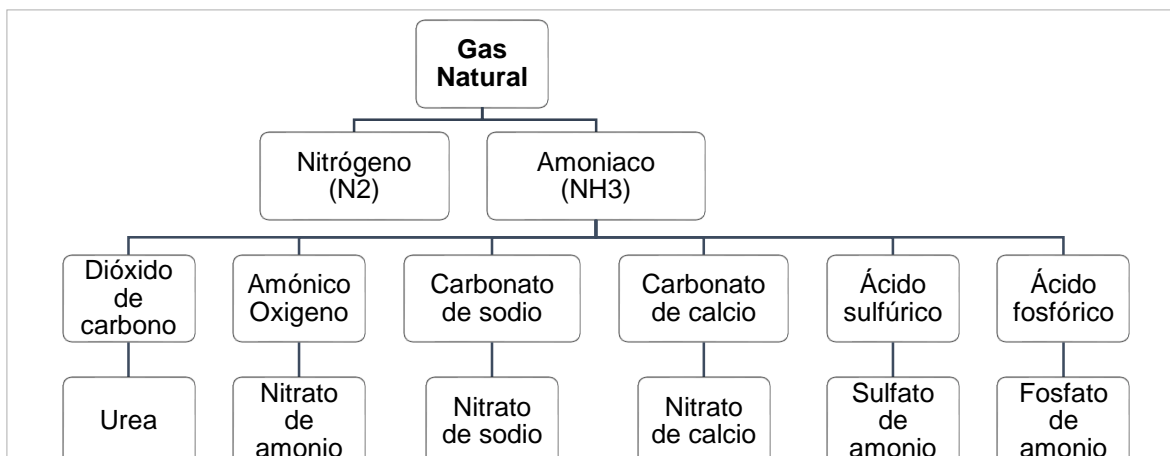 Gas
Natural
Nitrógeno
(N2)
Amoniaco
(NH3)
Dióxido
de
carbono
Amónico
Oxigeno
Carbonato
de sodio
Carbonato
de calcio
Ácido
sulfúrico
Ácido
fosfórico
Urea
Nitrato
de
amonio
Nitrato
de sodio
Nitrato
de calcio
Sulfato
de
amonio
Fosfato
de
amonio